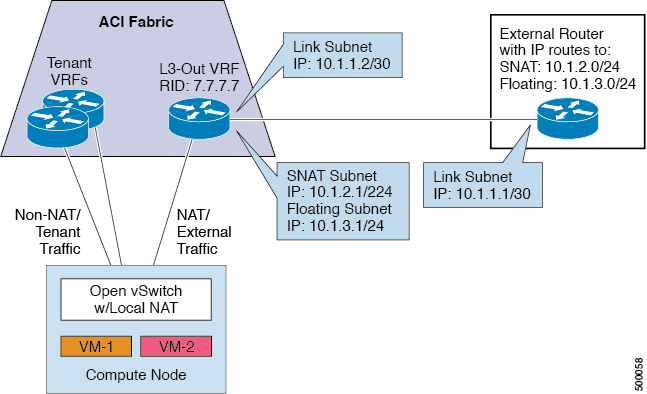 ACI Fabric
Tenant
VRFs
L3-Out VRF
RID: 7.7.7.7
Link Subnet
IP: 10.1.1.2/30
External Router
with IP routes to:
SNAT: 10.1.2.0/24
Floating: 10.1.3.0/24
SNAT Subnet
IP: 10.1.2.1/224
Floating Subnet
IP: 10.1.3.1/24
Link Subnet
IP: 10.1.1.1/30
Non-NAT/
Tenant
Traffic
NAT/
External
Traffic
Open vSwitch
w/Local NAT
VM-1
VM-2
Compute Node
500058